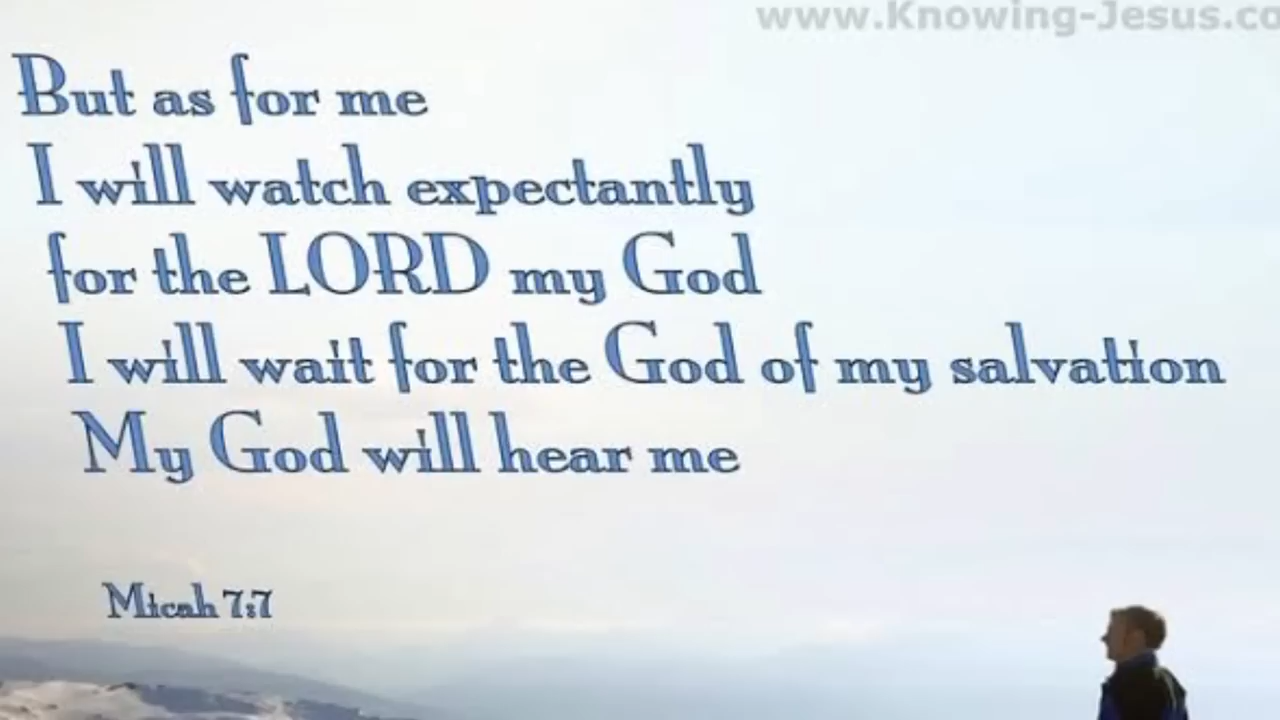 www.Knowing-Jesus.co
But as for me
I will watch expectantly
for the LORD my God
I will wait for the God of my salvation
My God will hear me
Micah 7:7